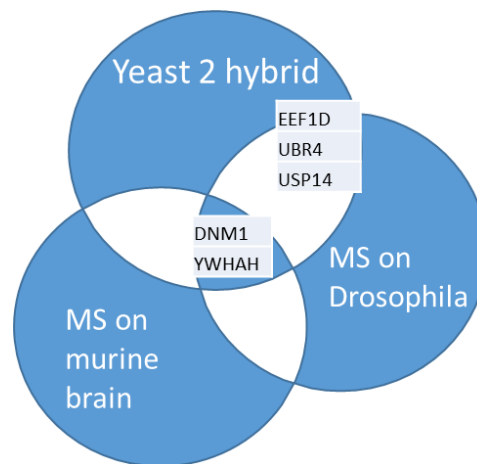 Yeast 2 hybrid
EEF1D
UBR4
USP14
DNM1
YWHAH
MS on
Drosophila
MS on
murine
brain